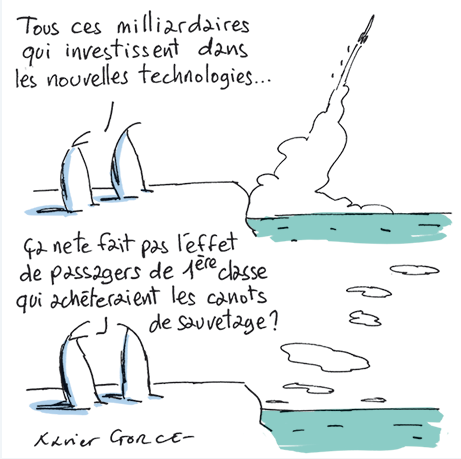 Tous ces milliardaires
qui investissent dans
les nouvelles technologies...
Ça ne te fait pas l'effet
de passagers de 1ère classe
qui achèteraient les canots
de sauvetage?
Xavier GORCE